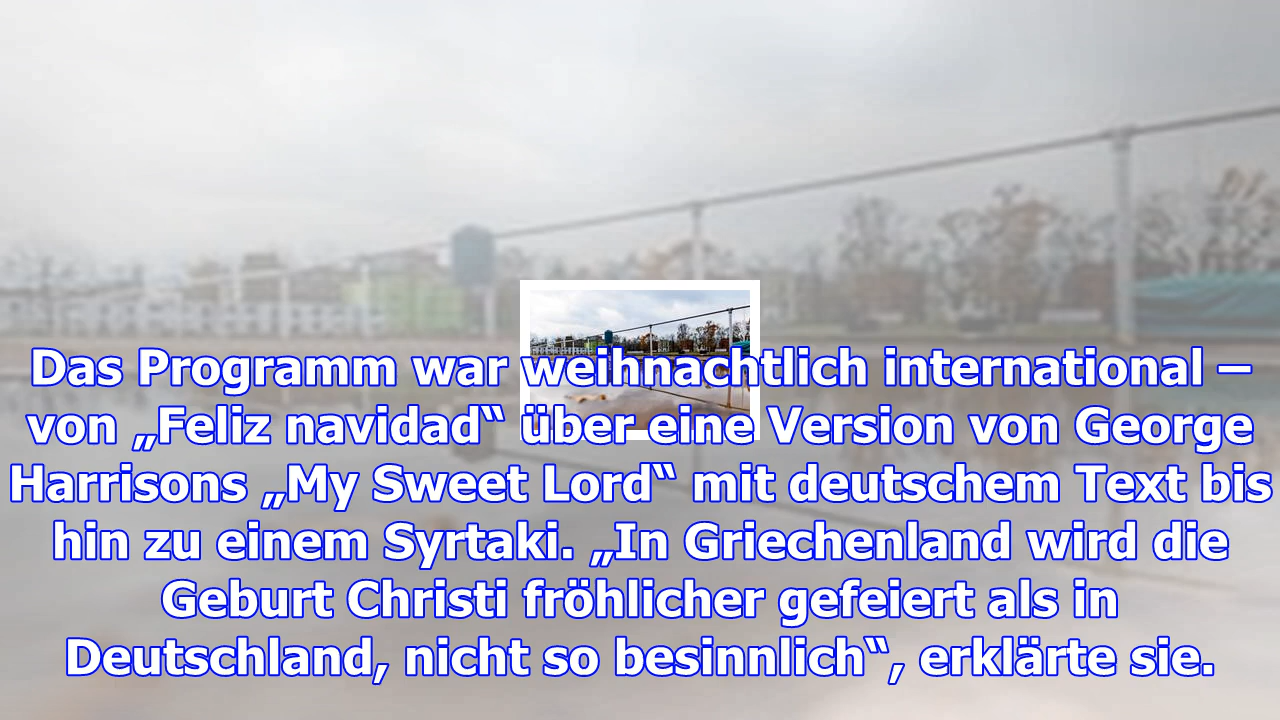 Das Programm war weihnachtlich international –
von „Feliz navidad“ über eine Version von George
Harrisons „My Sweet Lord“ mit deutschem Text bis
hin zu einem Syrtaki. „In Griechenland wird die
Geburt Christi fröhlicher gefeiert als in
Deutschland, nicht so besinnlich“, erklärte sie.